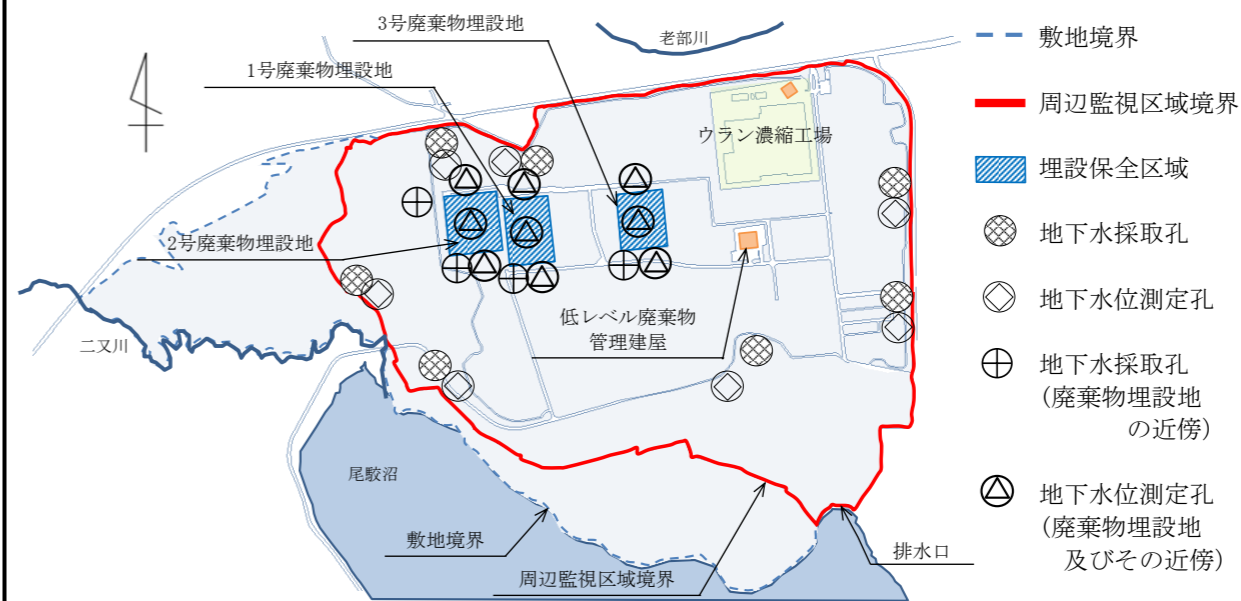 3号廃棄物埋設地
老部川
1号廃棄物埋設地
ウラン濃縮工場
2号廃棄物埋設地
低レベル廃棄物
管理建屋
二又川
尾駮沼
敷地境界
周辺監視区域境界
排水口
敷地境界
周辺監視区域境界
埋設保全区域
地下水採取孔
地下水位測定孔
地下水採取孔
(廃棄物埋設地
の近傍)
地下水位測定孔
(廃棄物埋設地
及びその近傍)